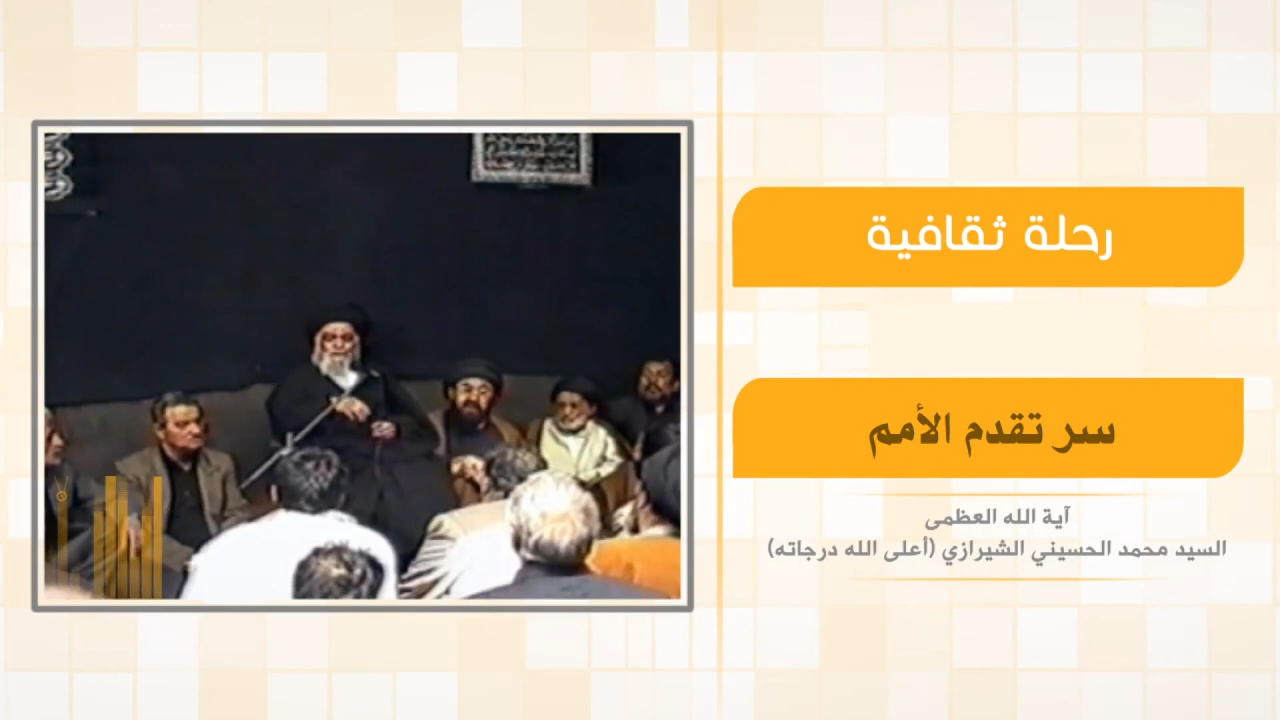 رحلة ثقافية
سر تقدم الأمم
آية الله العظمى
السيد محمد الحسيني الشيرازي (أعلى الله درجاته)